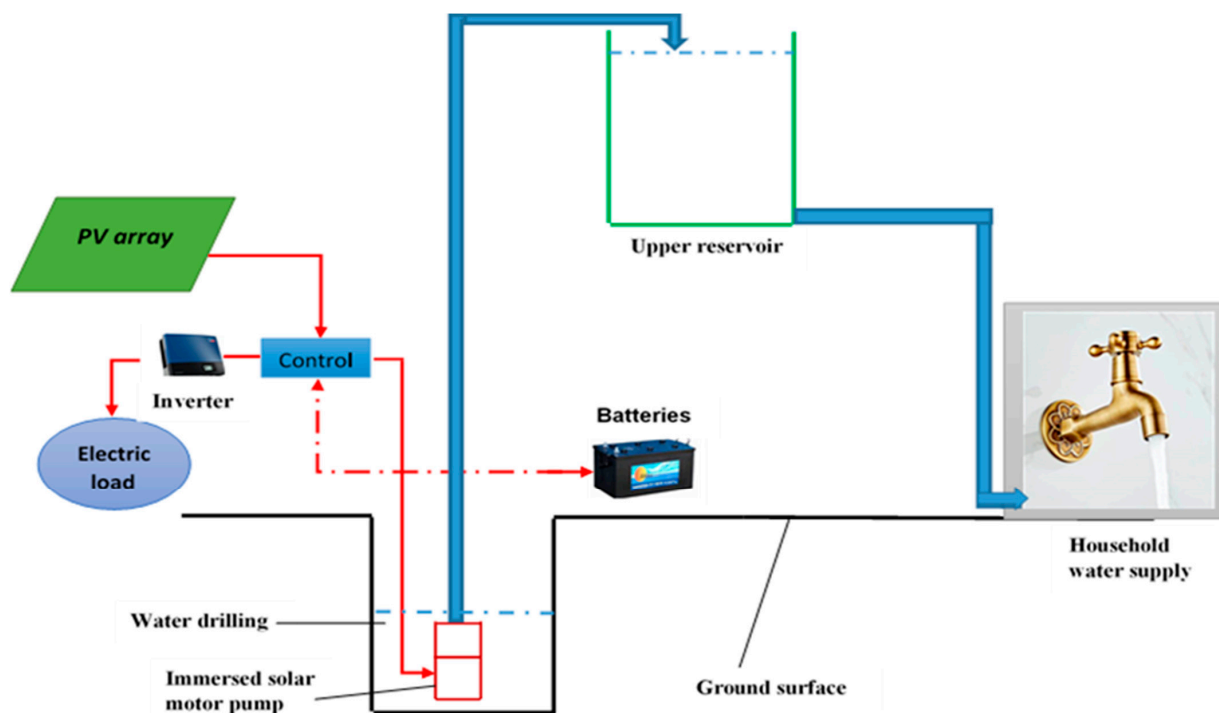 PV array
Upper reservoir
Control
Inverter
Batteries
Electric
load
Household
water supply
Water drilling
Immersed solar
motor pump
Ground surface